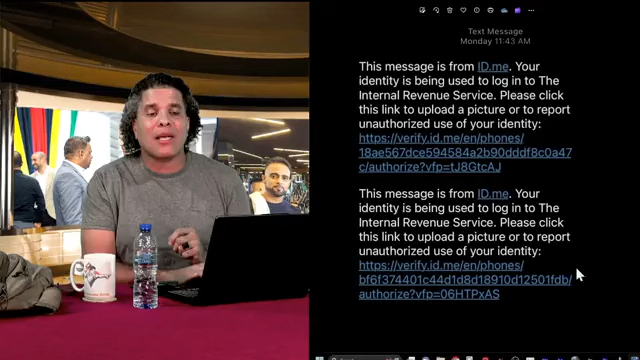 Text Message
Monday 11:43 AM
This message is from ID.me. Your
identity is being used to log in to The
Internal Revenue Service. Please click
this link to upload a picture or to report
unauthorized use of your identity:
https://verify.id.me/en/phones/
18ae567dce594584a2b90dddf8c0a47
c/authorize?vfp=tJ8GtcAJ
This message is from ID.me. Your
identity is being used to log in to The
Internal Revenue Service. Please click
this link to upload a picture or to report
unauthorized use of your identity:
https://verify.id.me/en/phones/
bf6f374401c44d1d8d18910d12501fdb/
authorize?vfp=06HTPxAS